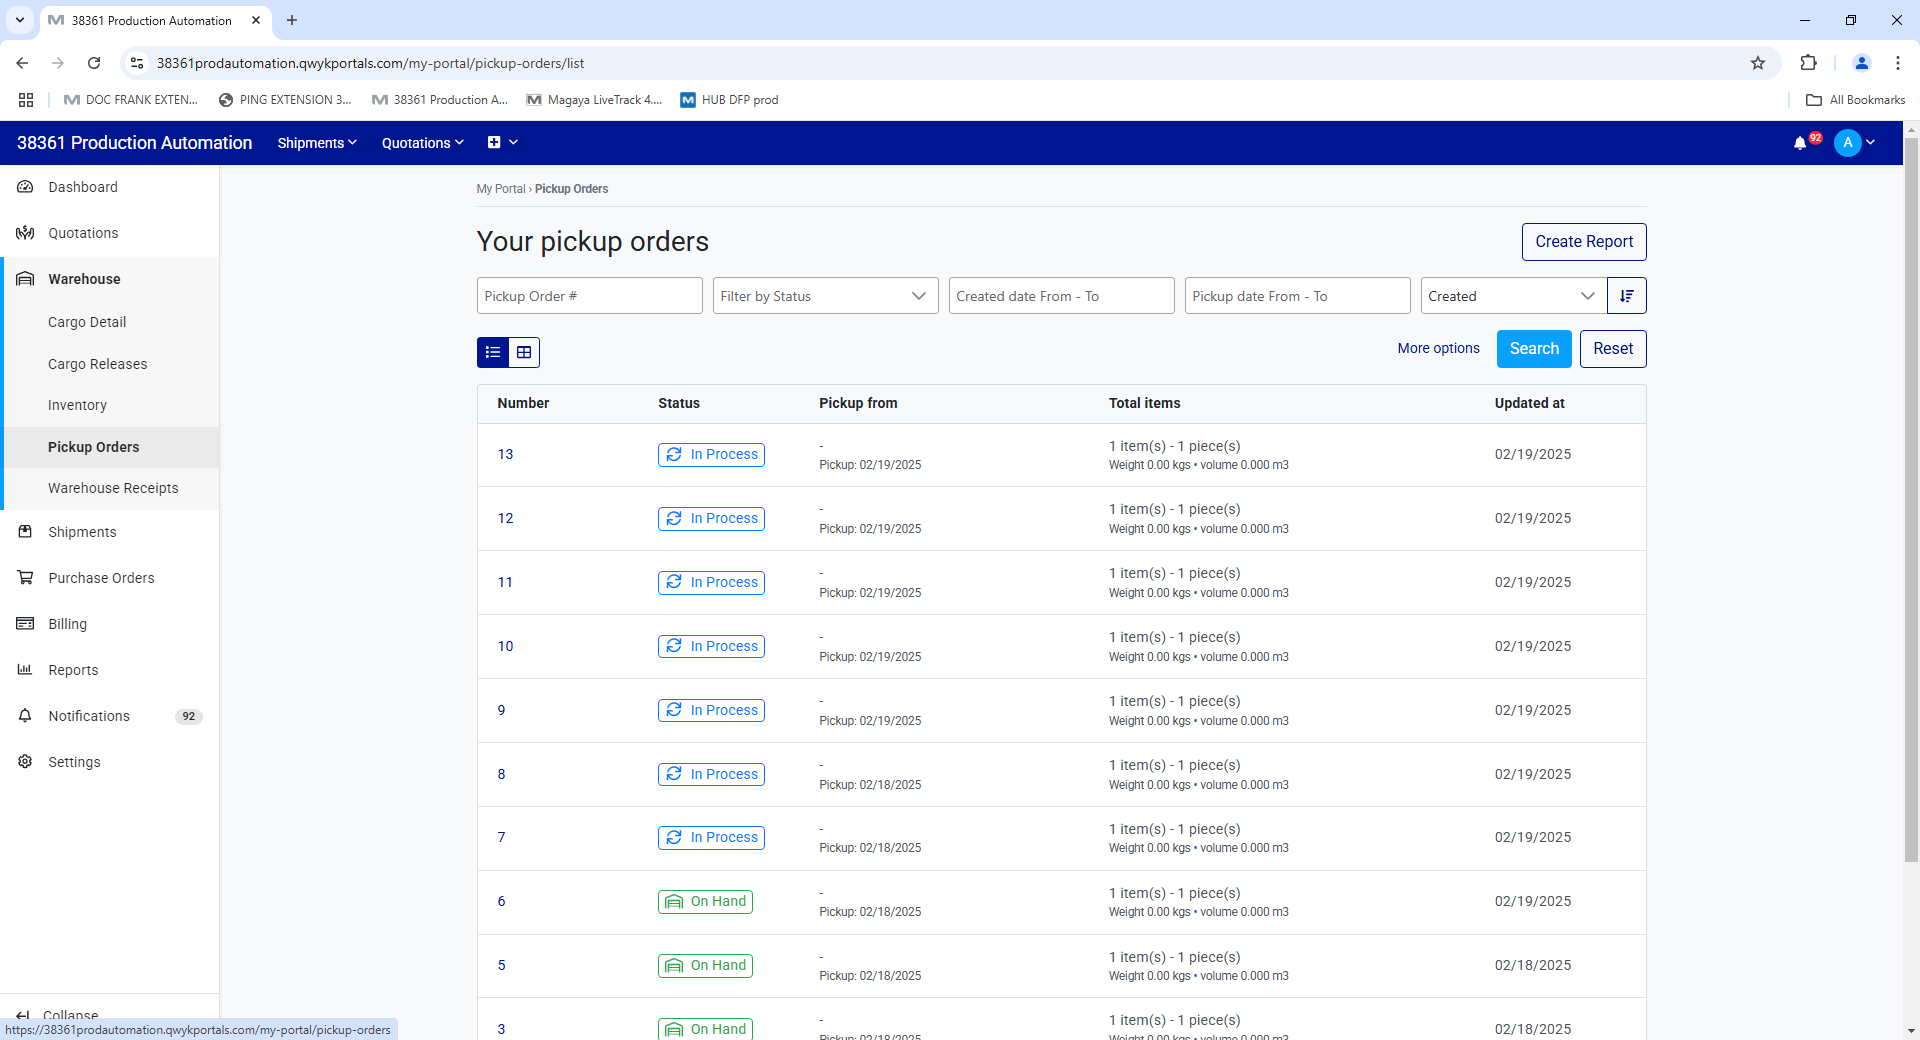 38361 Production Automation
38361prodautomation.qwykportals.com/my-portal/pickup-orders/list
DOC FRANK EXTEN... PING EXTENSION 3... 38361 Production A... Magaya LiveTrack 4.... HUB DFP prod All Bookmarks
38361 Production Automation Shipments Quotations 92 A
Dashboard
Quotations
Warehouse
Cargo Detail
Cargo Releases
Inventory
Pickup Orders
Warehouse Receipts
Shipments
Purchase Orders
Billing
Reports
Notifications 92
Settings
Collapse
https://38361prodautomation.qwykportals.com/my-portal/pickup-orders
My Portal › Pickup Orders
Your pickup orders
Create Report
Pickup Order # Filter by Status Created date From - To Pickup date From - To Created
More options Search Reset
Number Status Pickup from Total items Updated at
13 In Process - 1 item(s) - 1 piece(s) 02/19/2025
Pickup: 02/19/2025 Weight 0.00 kgs • volume 0.000 m3
12 In Process - 1 item(s) - 1 piece(s) 02/19/2025
Pickup: 02/19/2025 Weight 0.00 kgs • volume 0.000 m3
11 In Process - 1 item(s) - 1 piece(s) 02/19/2025
Pickup: 02/19/2025 Weight 0.00 kgs • volume 0.000 m3
10 In Process - 1 item(s) - 1 piece(s) 02/19/2025
Pickup: 02/19/2025 Weight 0.00 kgs • volume 0.000 m3
9 In Process - 1 item(s) - 1 piece(s) 02/19/2025
Pickup: 02/19/2025 Weight 0.00 kgs • volume 0.000 m3
8 In Process - 1 item(s) - 1 piece(s) 02/19/2025
Pickup: 02/18/2025 Weight 0.00 kgs • volume 0.000 m3
7 In Process - 1 item(s) - 1 piece(s) 02/19/2025
Pickup: 02/18/2025 Weight 0.00 kgs • volume 0.000 m3
6 On Hand - 1 item(s) - 1 piece(s) 02/19/2025
Pickup: 02/18/2025 Weight 0.00 kgs • volume 0.000 m3
5 On Hand - 1 item(s) - 1 piece(s) 02/18/2025
Pickup: 02/18/2025 Weight 0.00 kgs • volume 0.000 m3
3 On Hand - 1 item(s) - 1 piece(s) 02/18/2025
Pickup: 02/18/2025 Weight 0.00 kgs • volume 0.000 m3